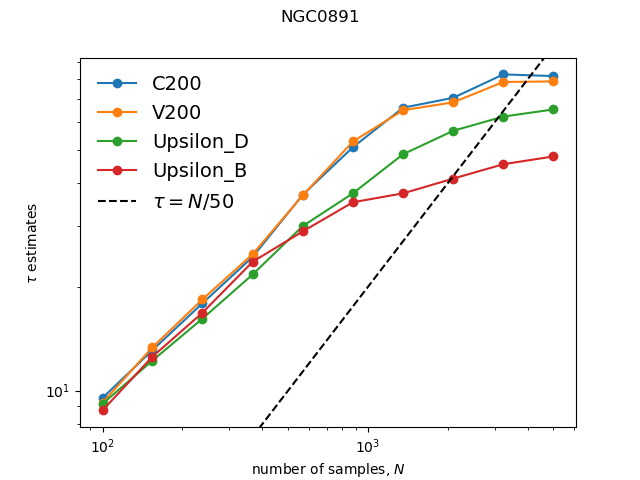 NGC0891
C200
V200
Upsilon_D
Upsilon_B
τ = N/50
τ estimates
10¹
10² 10³
number of samples, N